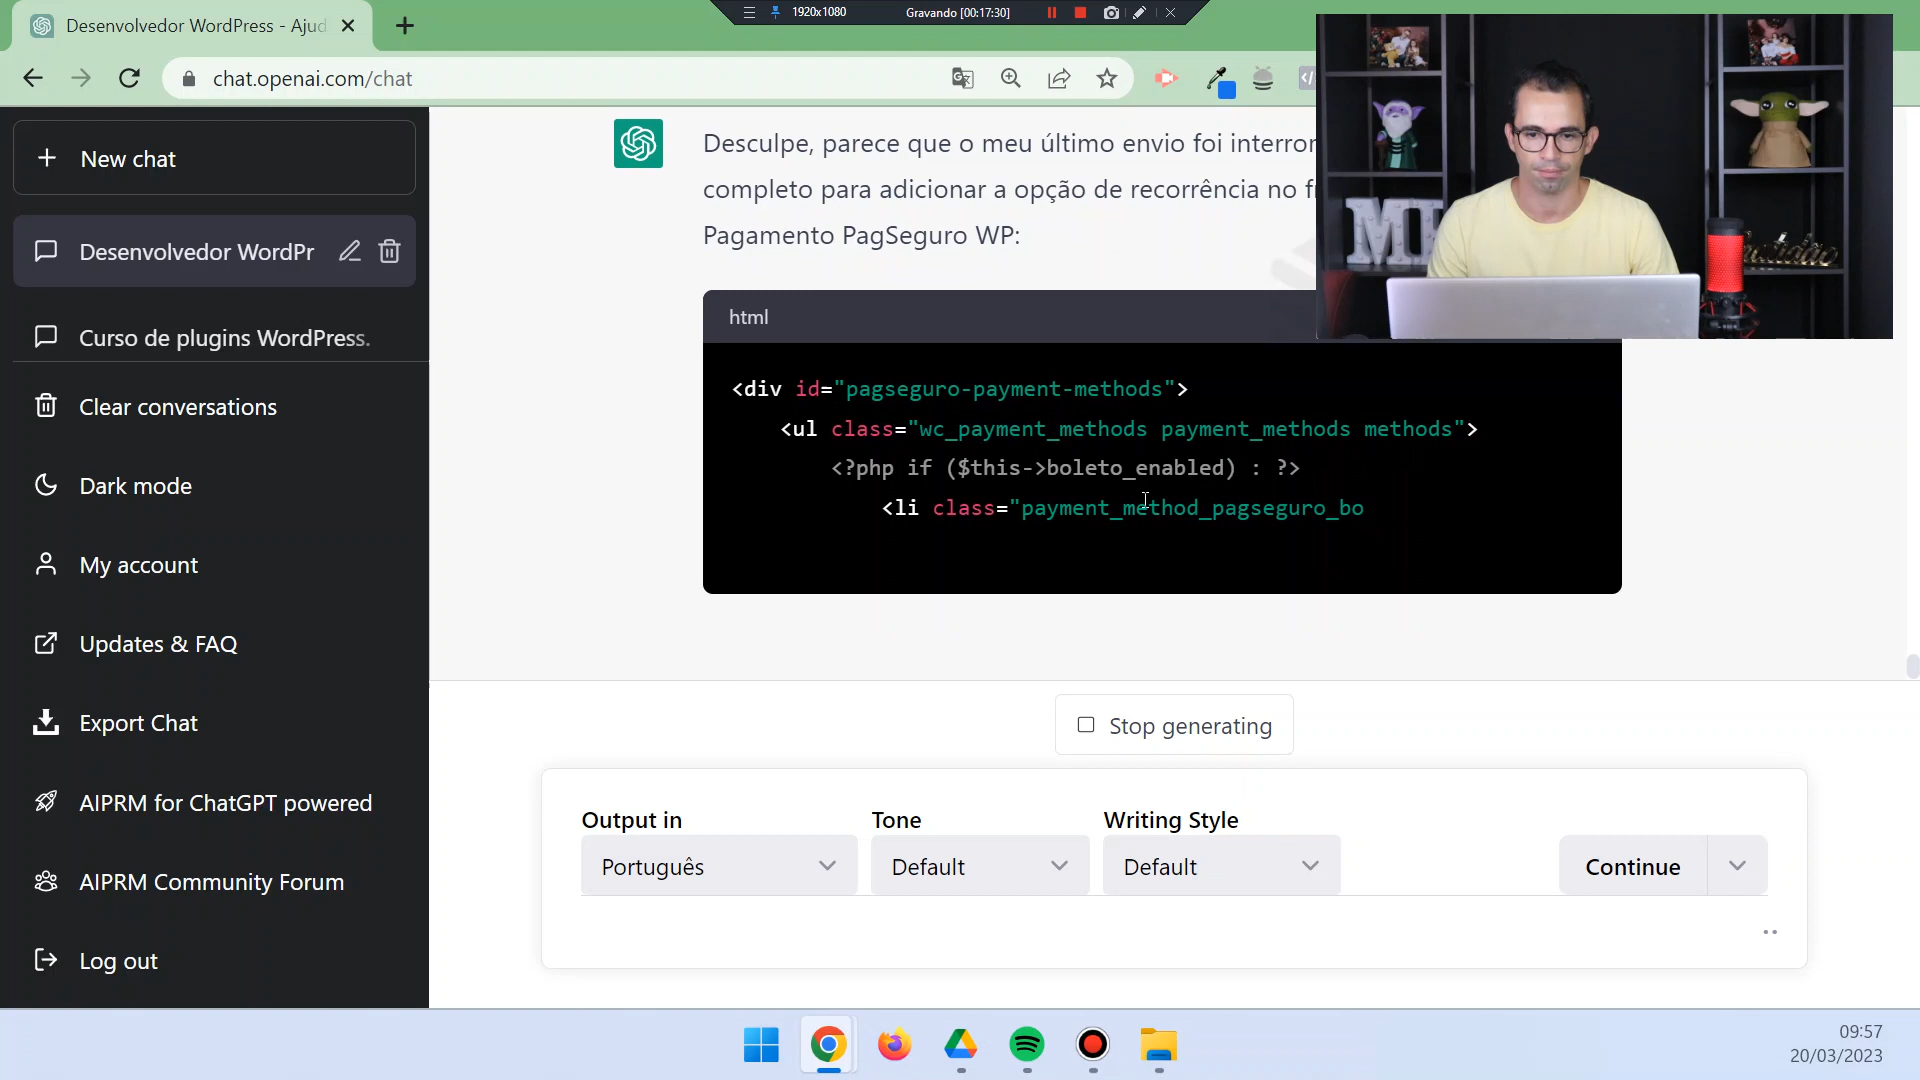 Desenvolvedor WordPress - Ajud
1920x1080
Gravando [00:17:30]
chat.openai.com/chat
New chat
Desenvolvedor WordPr
Curso de plugins WordPress.
Clear conversations
Dark mode
My account
Updates & FAQ
Export Chat
AIPRM for ChatGPT powered
AIPRM Community Forum
Log out
Desculpe, parece que o meu último envio foi interror
completo para adicionar a opção de recorrência no f
Pagamento PagSeguro WP:
html
<div id="pagseguro-payment-methods">
<ul class="wc_payment_methods payment_methods methods">
<?php if ($this->boleto_enabled) : ?>
<li class="payment_method_pagseguro_bo
Stop generating
Output in
Tone
Writing Style
Português
Default
Default
Continue
09:57
20/03/2023